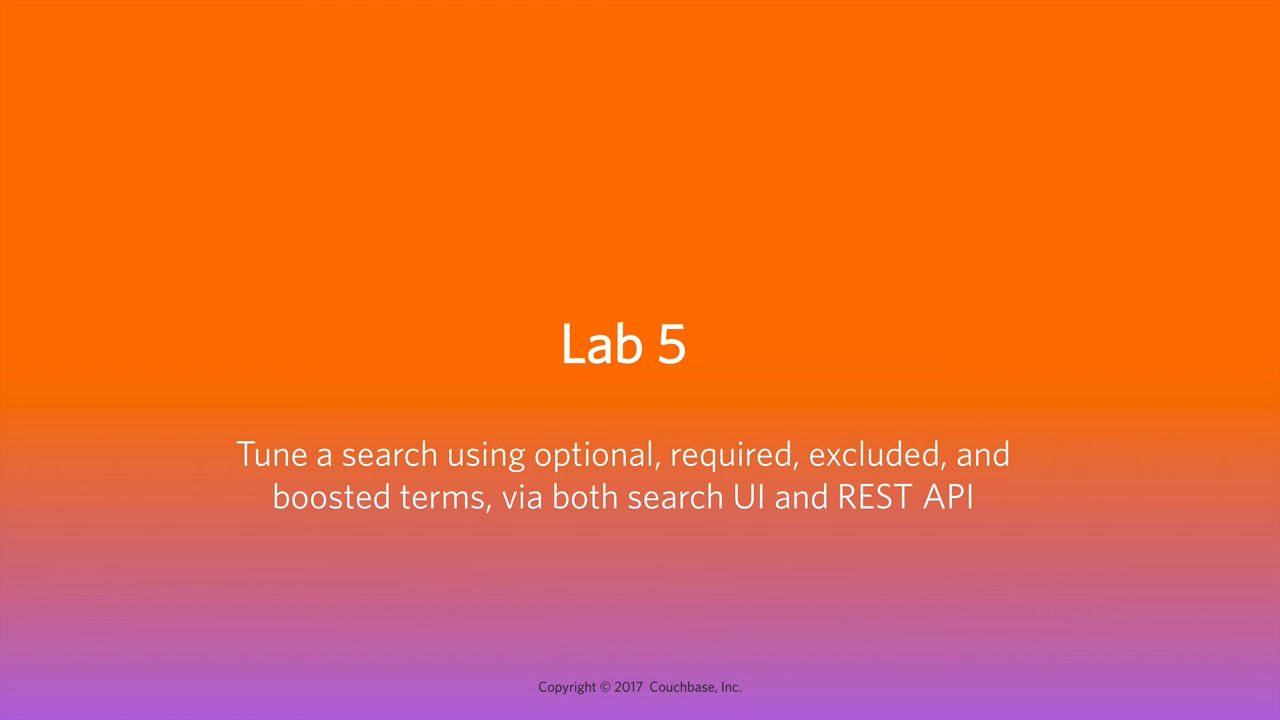 Lab 5
Tune a search using optional, required, excluded, and
boosted terms, via both search UI and REST API
Copyright © 2017 Couchbase, Inc.